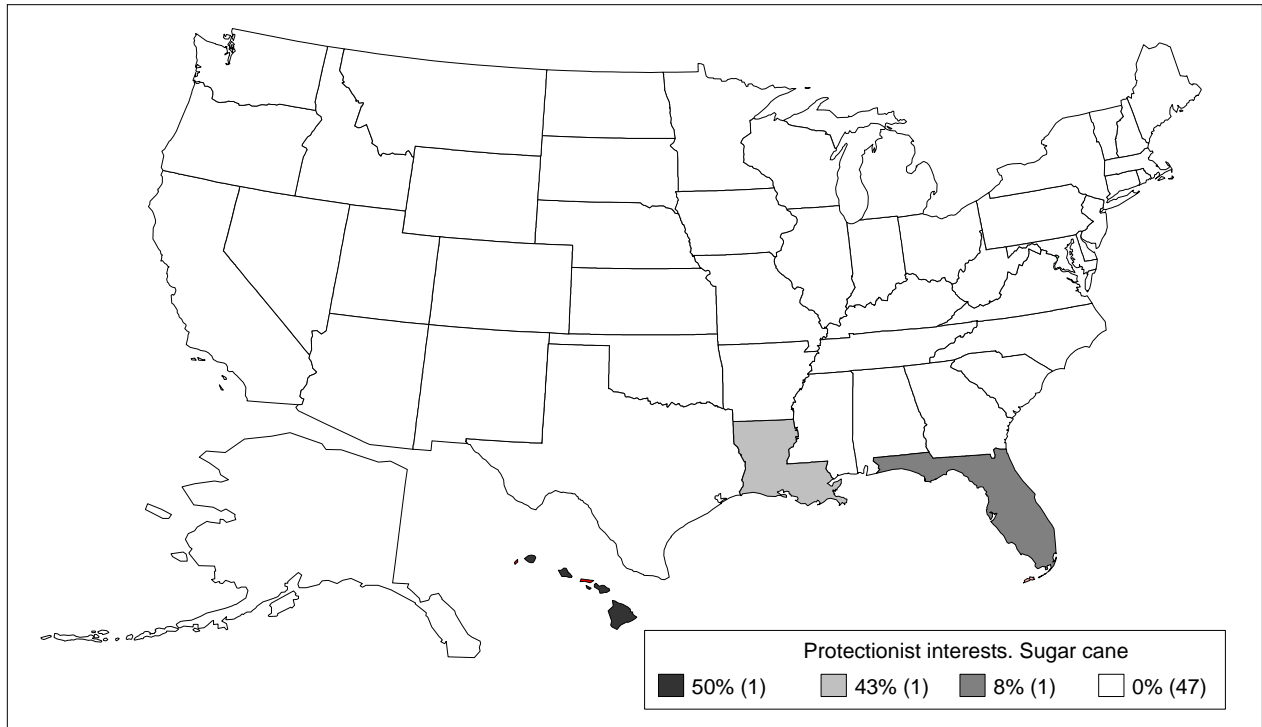 Protectionist interests. Sugar cane
50% (1) 43% (1) 8% (1) 0% (47)